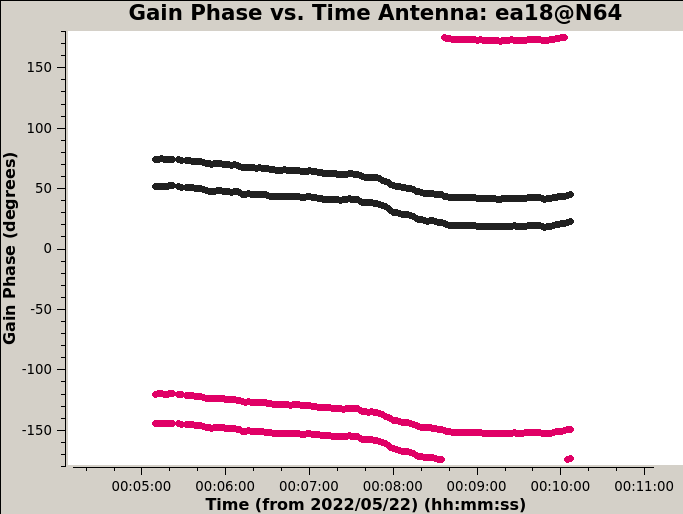 Gain Phase vs. Time Antenna: ea18@N64
Gain Phase (degrees)
150
100
50
0
-50
-100
-150
00:05:00 00:06:00 00:07:00 00:08:00 00:09:00 00:10:00 00:11:00
Time (from 2022/05/22) (hh:mm:ss)